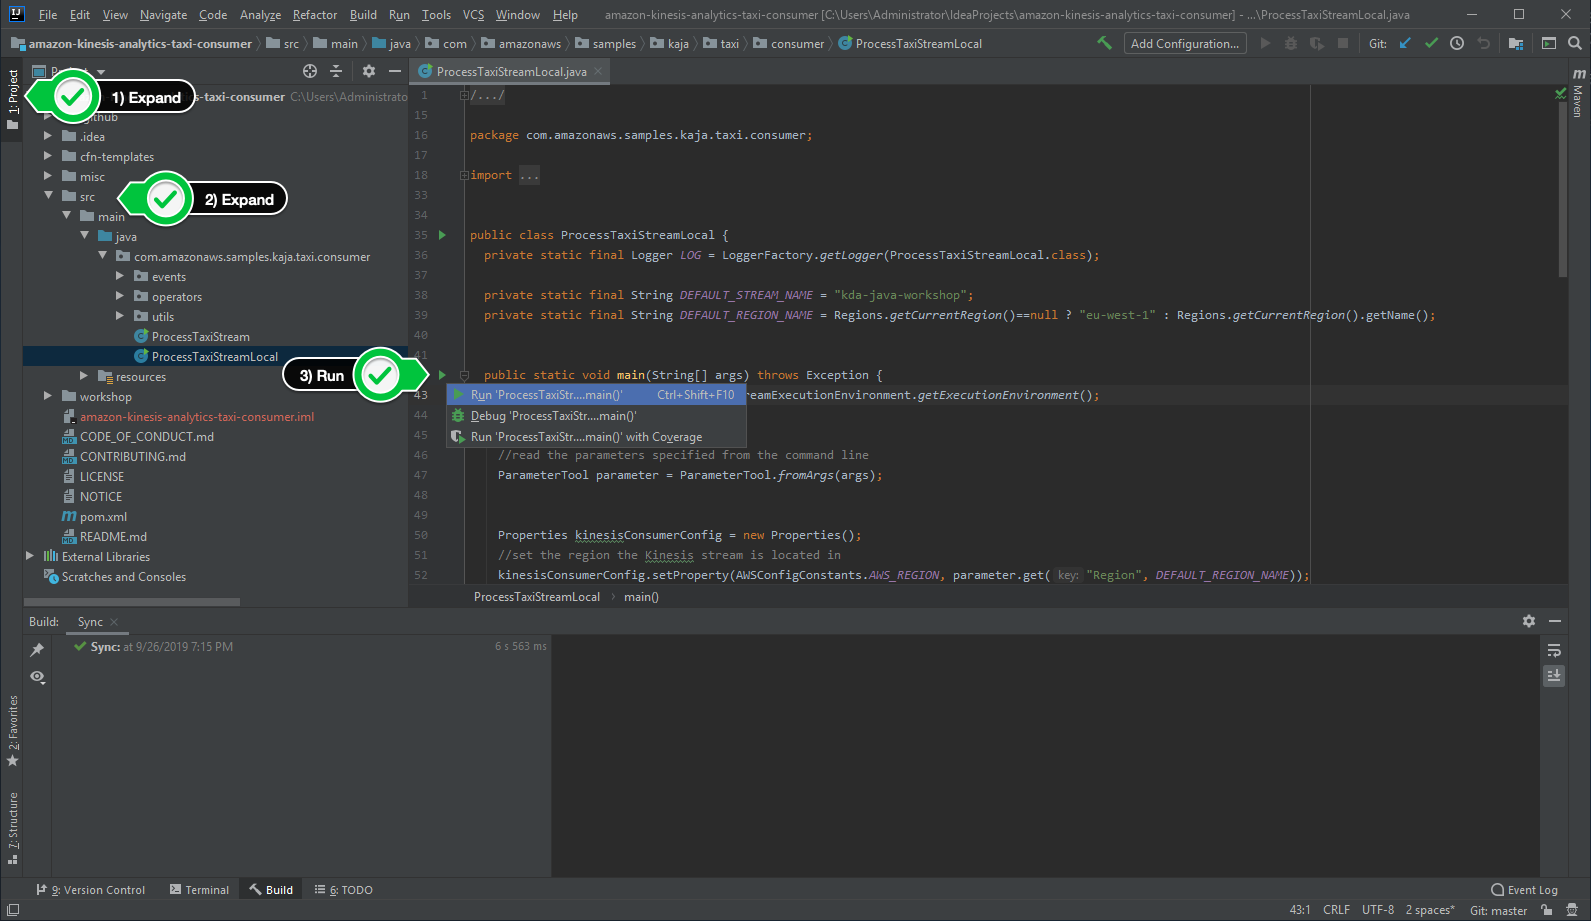 File Edit View Navigate Code Analyze Refactor Build Run Tools VCS Window Help amazon-kinesis-analytics-taxi-consumer [C:\Users\Administrator\IdeaProjects\amazon-kinesis-analytics-taxi-consumer] - ...\ProcessTaxiStreamLocal.java
amazon-kinesis-analytics-taxi-consumer src main java com amazonaws samples kaja taxi consumer ProcessTaxiStreamLocal Add Configuration... Git:
1: Project
2: Favorites
7: Structure
1) Expand
s-taxi-consumer C:\Users\Administrato
github
.idea
cfn-templates
misc
src
2) Expand
main
java
com.amazonaws.samples.kaja.taxi.consumer
events
operators
utils
ProcessTaxiStream
ProcessTaxiStreamLocal
3) Run
resources
workshop
amazon-kinesis-analytics-taxi-consumer.iml
CODE_OF_CONDUCT.md
CONTRIBUTING.md
LICENSE
NOTICE
pom.xml
README.md
External Libraries
Scratches and Consoles
ProcessTaxiStreamLocal.java
1 /.../
15
16 package com.amazonaws.samples.kaja.taxi.consumer;
17
18 import ...
33
34
35 public class ProcessTaxiStreamLocal {
36 private static final Logger LOG = LoggerFactory.getLogger(ProcessTaxiStreamLocal.class);
37
38 private static final String DEFAULT_STREAM_NAME = "kda-java-workshop";
39 private static final String DEFAULT_REGION_NAME = Regions.getCurrentRegion()==null ? "eu-west-1" : Regions.getCurrentRegion().getName();
40
41
public static void main(String[] args) throws Exception {
43 reamExecutionEnvironment.getExecutionEnvironment();
Run 'ProcessTaxiStr....main()' Ctrl+Shift+F10
44 Debug 'ProcessTaxiStr....main()'
45 Run 'ProcessTaxiStr....main()' with Coverage
46 //read the parameters specified from the command line
47 ParameterTool parameter = ParameterTool.fromArgs(args);
48
49
50 Properties kinesisConsumerConfig = new Properties();
51 //set the region the Kinesis stream is located in
52 kinesisConsumerConfig.setProperty(AWSConfigConstants.AWS_REGION, parameter.get( key: "Region", DEFAULT_REGION_NAME));
ProcessTaxiStreamLocal main()
m Maven
Build: Sync
Sync: at 9/26/2019 7:15 PM 6 s 563 ms
9: Version Control Terminal Build 6: TODO Event Log
43:1 CRLF UTF-8 2 spaces* Git: master